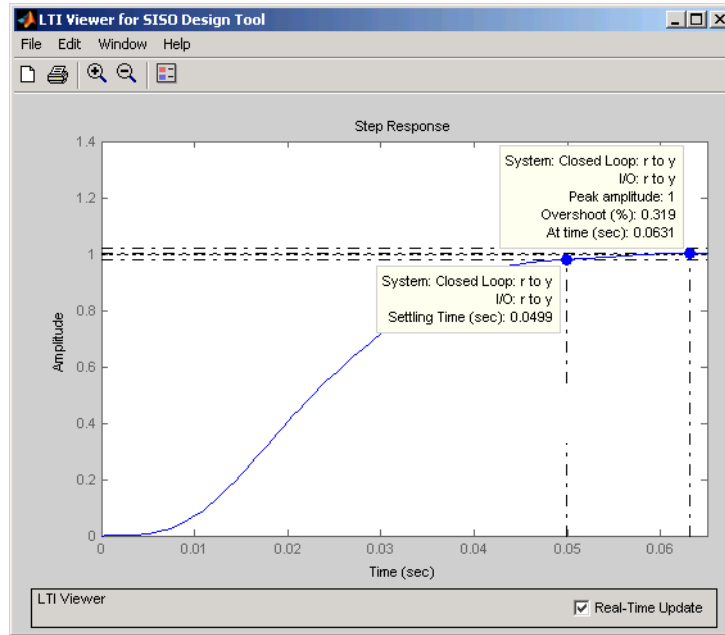 LTI Viewer for SISO Design Tool
File Edit Window Help
Step Response
1.4
1.2
1
0.8
0.6
0.4
0.2
0
Amplitude
System: Closed Loop: r to y
I/O: r to y
Peak amplitude: 1
Overshoot (%): 0.319
At time (sec): 0.0631
System: Closed Loop: r to y
I/O: r to y
Settling Time (sec): 0.0499
0 0.01 0.02 0.03 0.04 0.05 0.06
Time (sec)
LTI Viewer
Real-Time Update